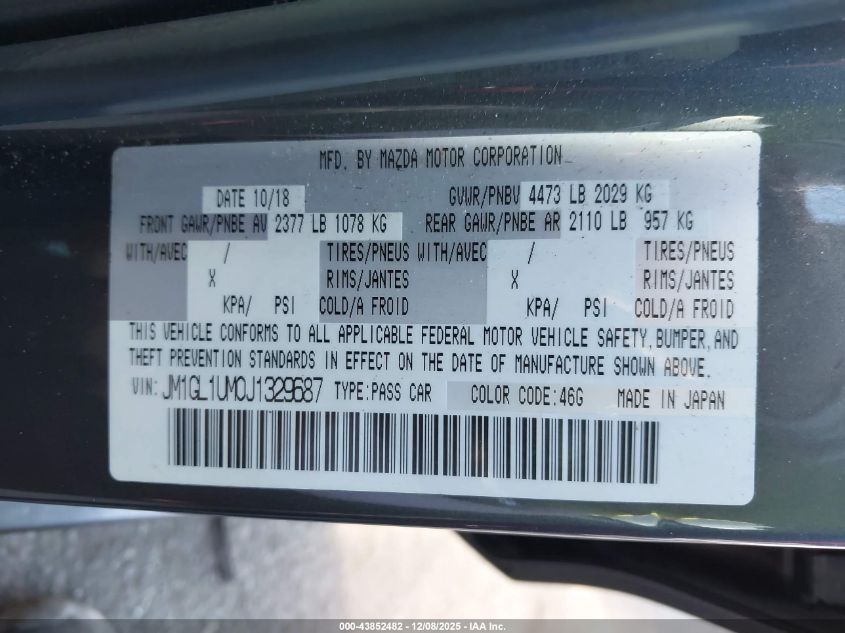 MFD. BY MAZDA MOTOR CORPORATION
DATE 10/18 GVWR/PNBV 4473 LB 2029 KG
FRONT GAWR/PNBE AV 2377 LB 1078 KG REAR GAWR/PNBE AR 2110 LB 957 KG
WITH/AVEC / TIRES/PNEUS WITH/AVEC / TIRES/PNEUS
X RIMS/JANTES X RIMS/JANTES
KPA/ PSI COLD/A FROID KPA/ PSI COLD/A FROID
THIS VEHICLE CONFORMS TO ALL APPLICABLE FEDERAL MOTOR VEHICLE SAFETY, BUMPER, AND
THEFT PREVENTION STANDARDS IN EFFECT ON THE DATE OF MANUFACTURE SHOWN ABOVE.
VIN: JM1GL1UM0J1329687 TYPE:PASS CAR COLOR CODE:46G MADE IN JAPAN
000-43852482 - 12/08/2025 - IAA Inc.